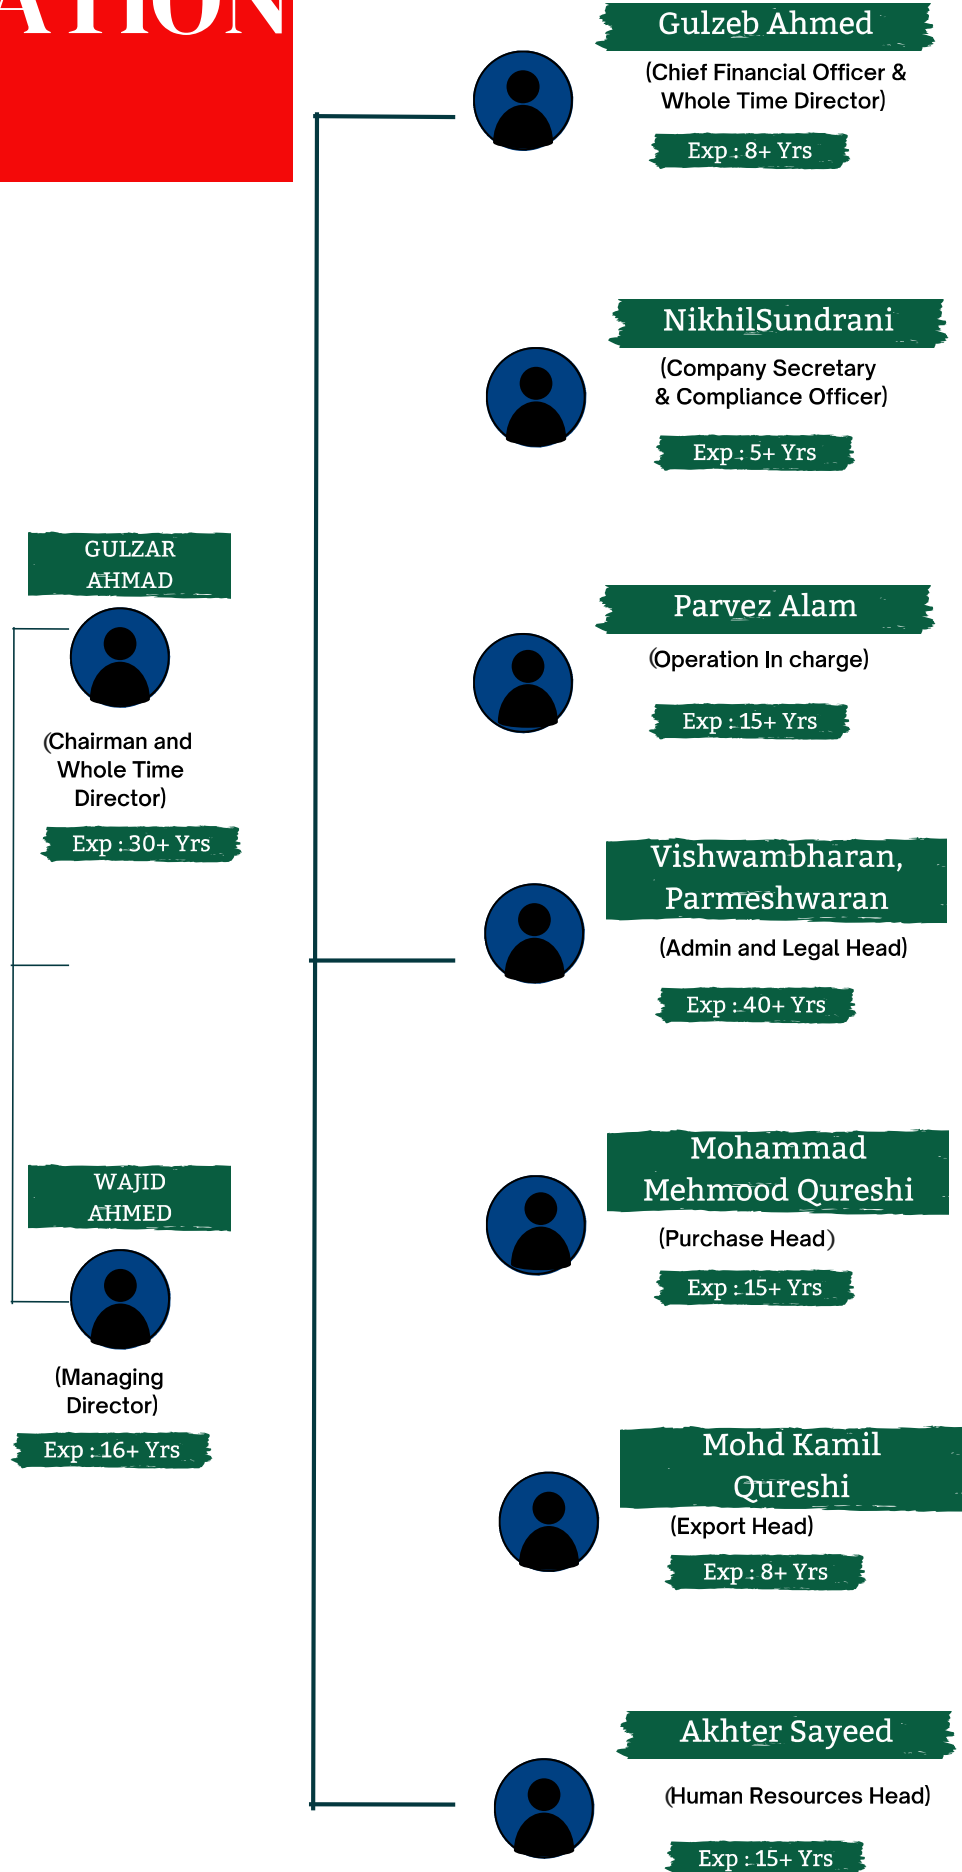 ATION
GULZAR
AHMAD
(Chairman and
Whole Time
Director)
Exp : 30+ Yrs
WAJID
AHMED
(Managing
Director)
Exp : 16+ Yrs
Gulzeb Ahmed
(Chief Financial Officer &
Whole Time Director)
Exp : 8+ Yrs
NikhilSundrani
(Company Secretary
& Compliance Officer)
Exp : 5+ Yrs
Parvez Alam
(Operation In charge)
Exp : 15+ Yrs
Vishwambharan,
Parmeshwaran
(Admin and Legal Head)
Exp : 40+ Yrs
Mohammad
Mehmood Qureshi
(Purchase Head)
Exp : 15+ Yrs
Mohd Kamil
Qureshi
(Export Head)
Exp : 8+ Yrs
Akhter Sayeed
(Human Resources Head)
Exp : 15+ Yrs